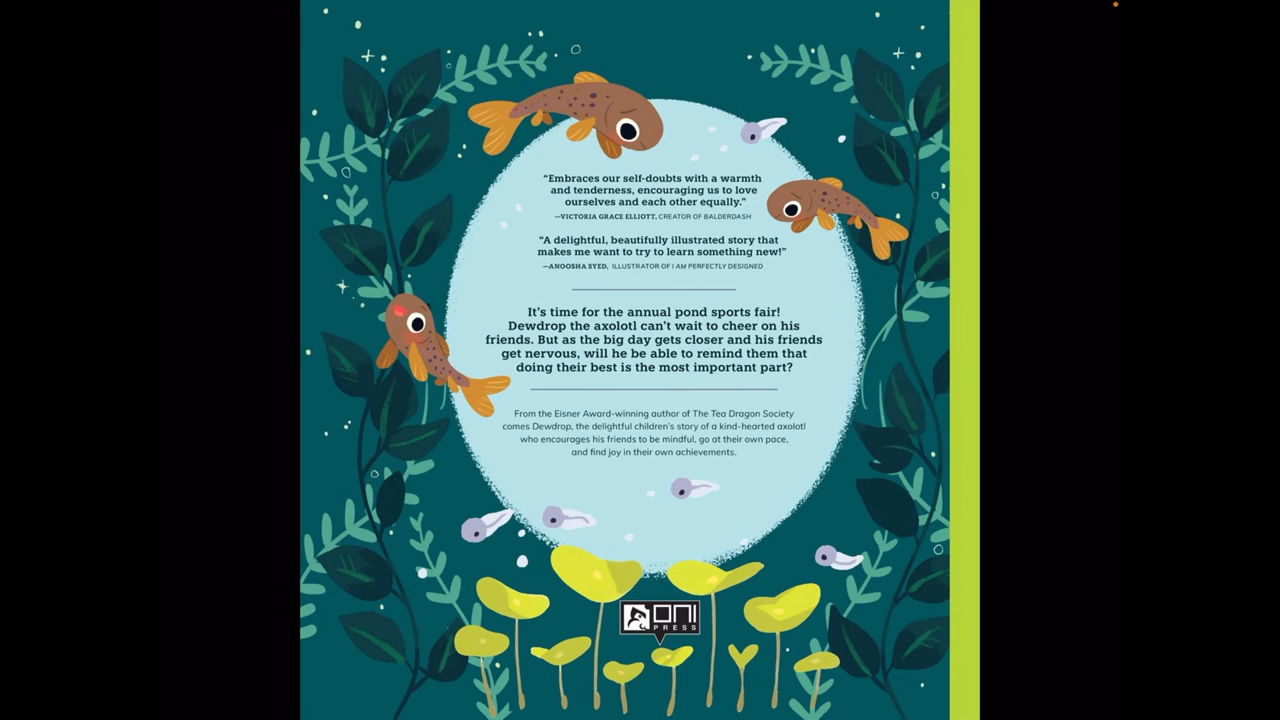 "Embraces our self-doubts with a warmth
and tenderness, encouraging us to love
ourselves and each other equally."
—VICTORIA GRACE ELLIOTT, CREATOR OF BALDERDASH
"A delightful, beautifully illustrated story that
makes me want to try to learn something new!"
—ANOOSHA SYED, ILLUSTRATOR OF I AM PERFECTLY DESIGNED
It's time for the annual pond sports fair!
Dewdrop the axolotl can't wait to cheer on his
friends. But as the big day gets closer and his friends
get nervous, will he be able to remind them that
doing their best is the most important part?
From the Eisner Award-winning author of The Tea Dragon Society
comes Dewdrop, the delightful children's story of a kind-hearted axolotl
who encourages his friends to be mindful, go at their own pace,
and find joy in their own achievements.
ONI
PRESS